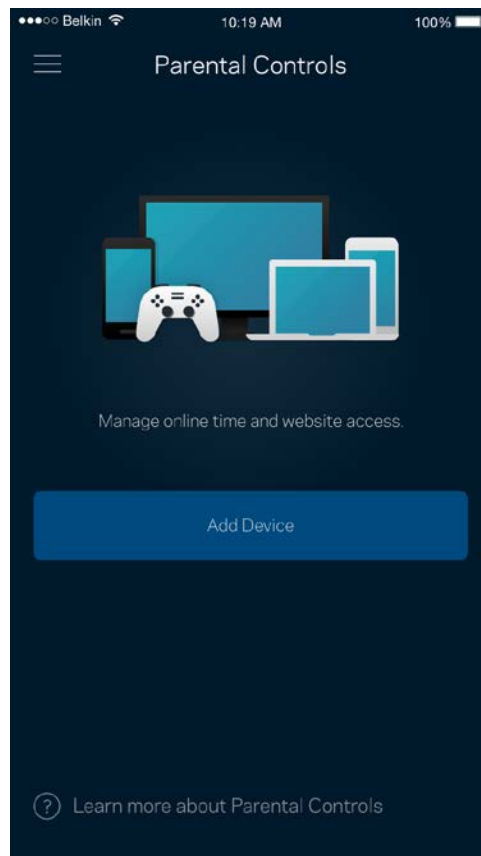 ●●●○○ Belkin 10:19 AM 100%
Parental Controls
Manage online time and website access.
Add Device
? Learn more about Parental Controls